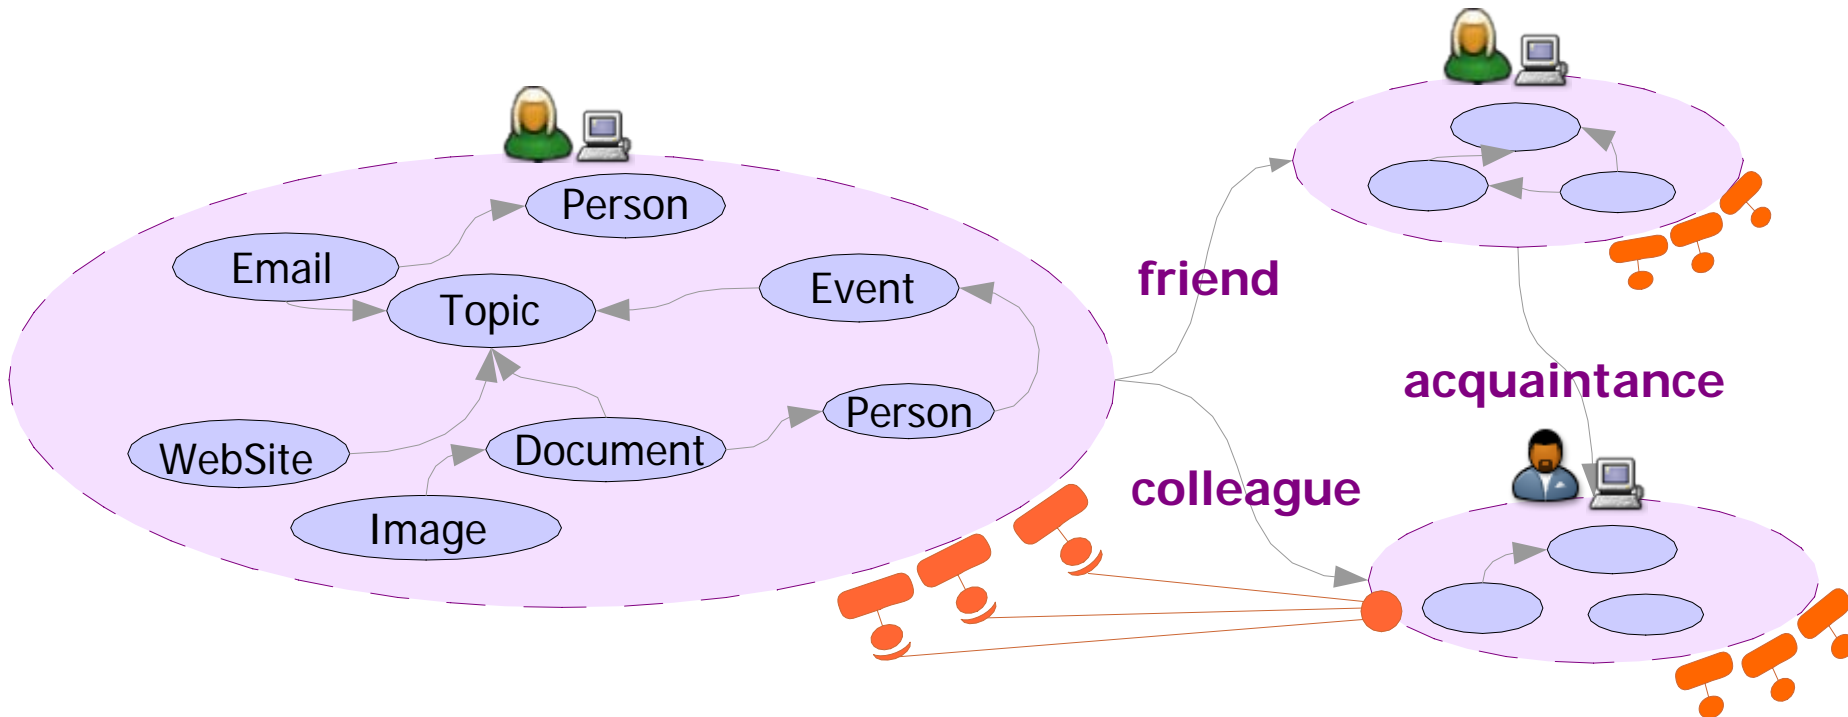 Person
Email
Topic
Event
friend
acquaintance
Person
WebSite
Document
colleague
Image